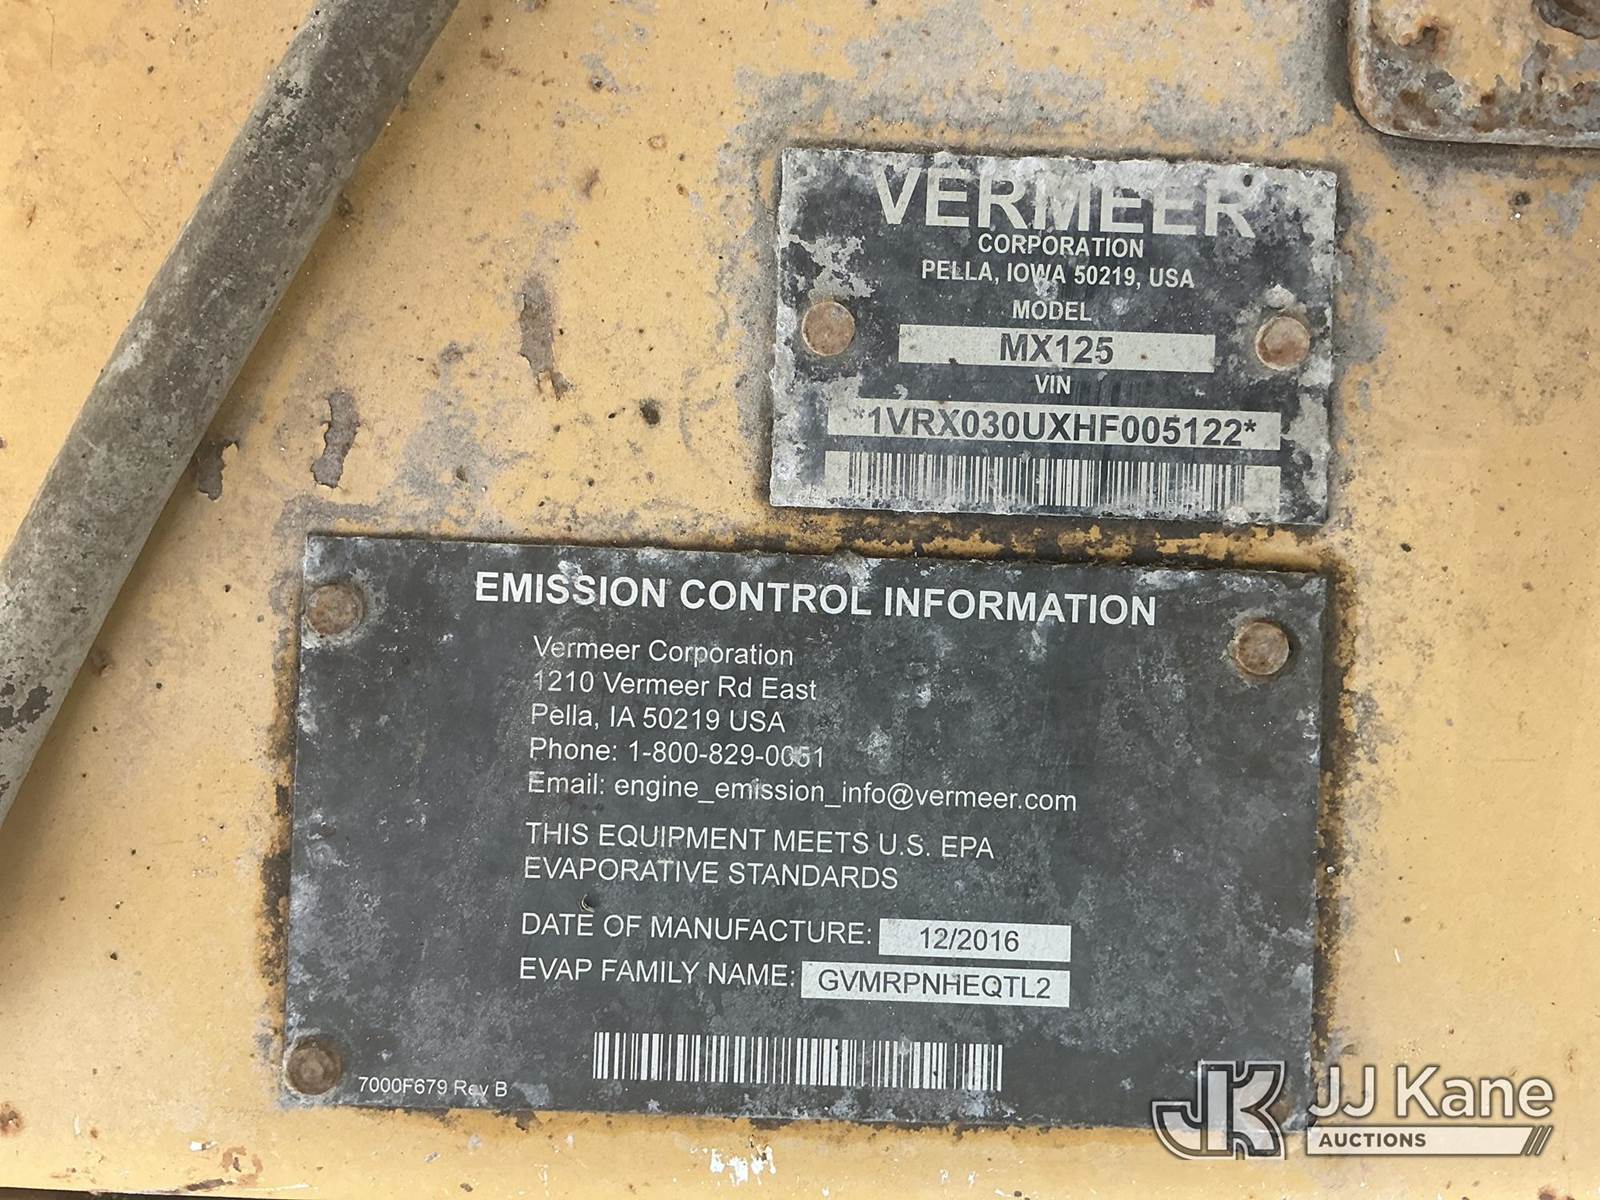 VERMEER
CORPORATION
PELLA, IOWA 50219, USA
MODEL
MX125
VIN
*1VRX030UXHF005122*
EMISSION CONTROL INFORMATION
Vermeer Corporation
1210 Vermeer Rd East
Pella, IA 50219 USA
Phone: 1-800-829-0051
Email: engine_emission_info@vermeer.com
THIS EQUIPMENT MEETS U.S. EPA
EVAPORATIVE STANDARDS
DATE OF MANUFACTURE: 12/2016
EVAP FAMILY NAME: GVMRPNHEQTL2
7000F679 Rev B
JK JJ Kane
AUCTIONS